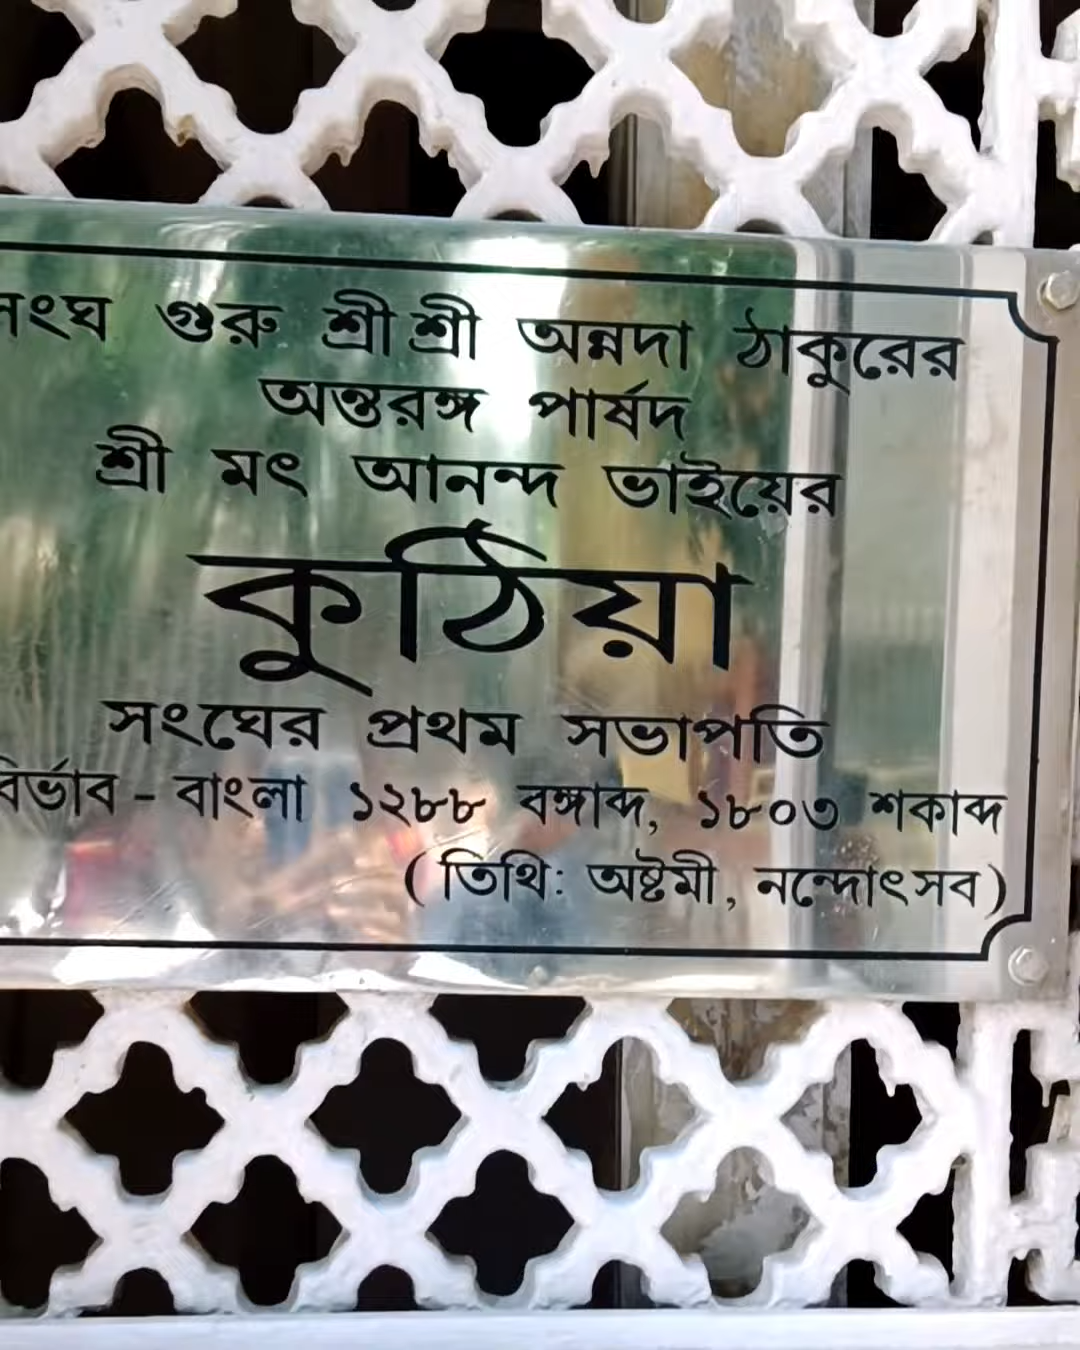 সংঘ গুরু শ্রীশ্রী অন্নদা ঠাকুরের
অন্তরঙ্গ পার্ষদ
শ্রী মৎ আনন্দ ভাইয়ের
কুঠিয়া
সংঘের প্রথম সভাপতি
বির্ভাব - বাংলা ১২৮৮ বঙ্গাব্দ, ১৮০৩ শকাব্দ
(তিথি: অষ্টমী, নন্দোৎসব)